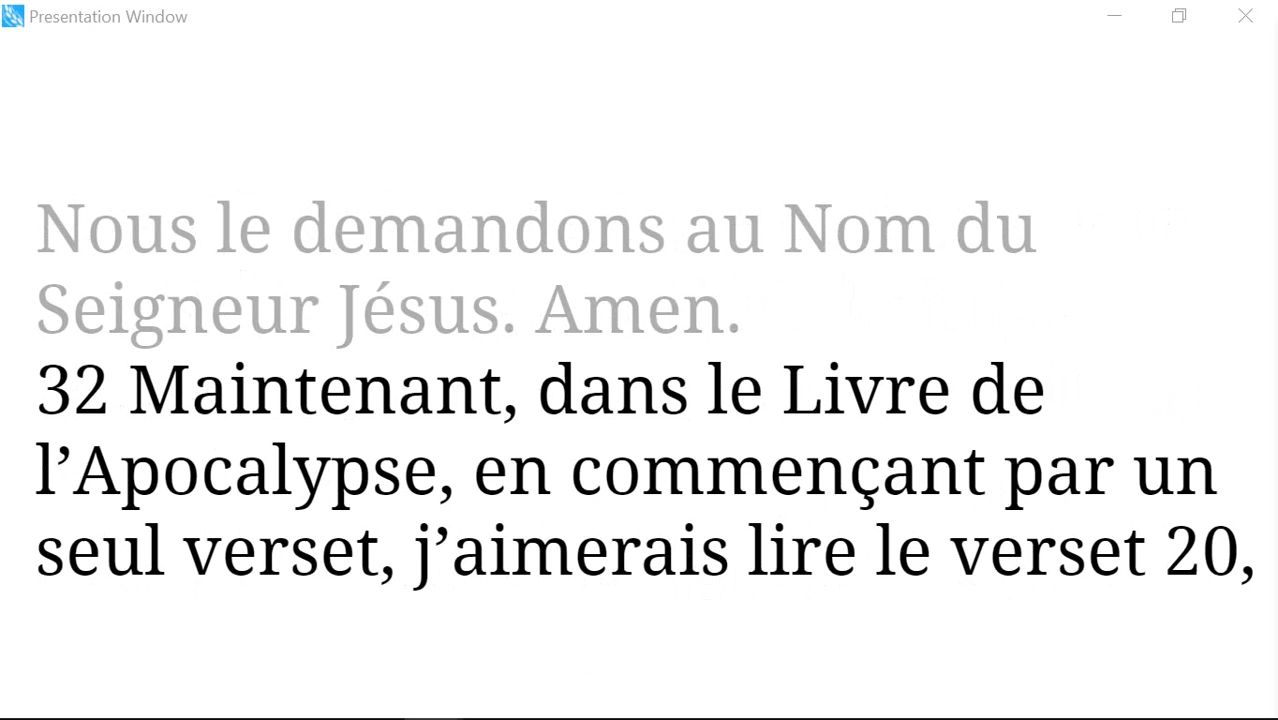 Presentation Window
Nous le demandons au Nom du
Seigneur Jésus. Amen.
32 Maintenant, dans le Livre de
l’Apocalypse, en commençant par un
seul verset, j’aimerais lire le verset 20,